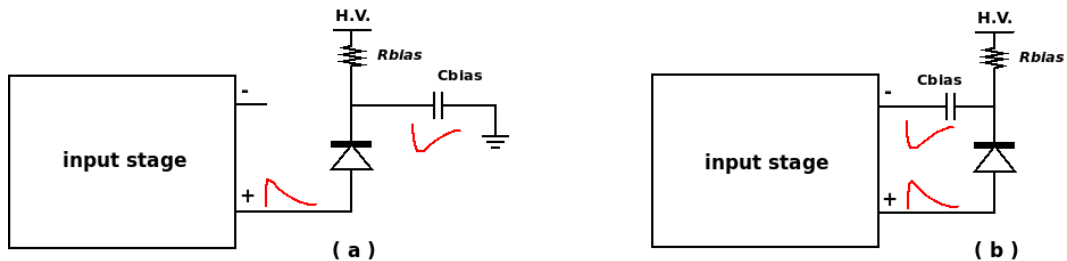 H.V.
Rbias
Cbias
-
input stage
+
( a )
H.V.
Rbias
Cbias
-
input stage
+
( b )